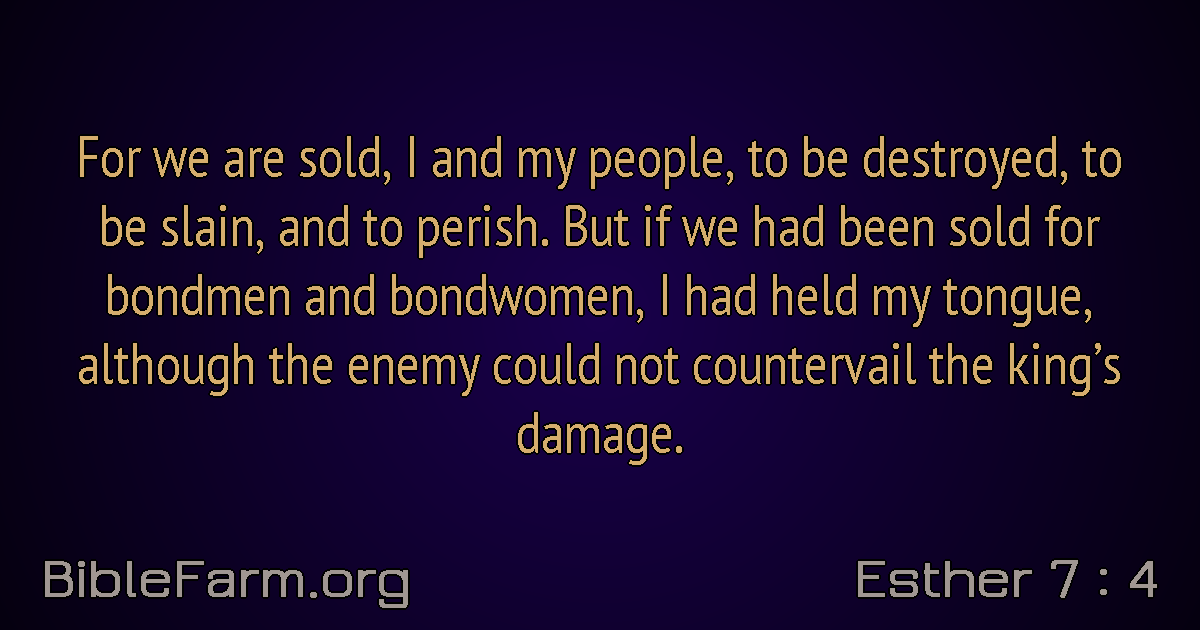 For we are sold, I and my people, to be destroyed, to
be slain, and to perish. But if we had been sold for
bondmen and bondwomen, I had held my tongue,
although the enemy could not countervail the king’s
damage.
BibleFarm.org
Esther 7 : 4